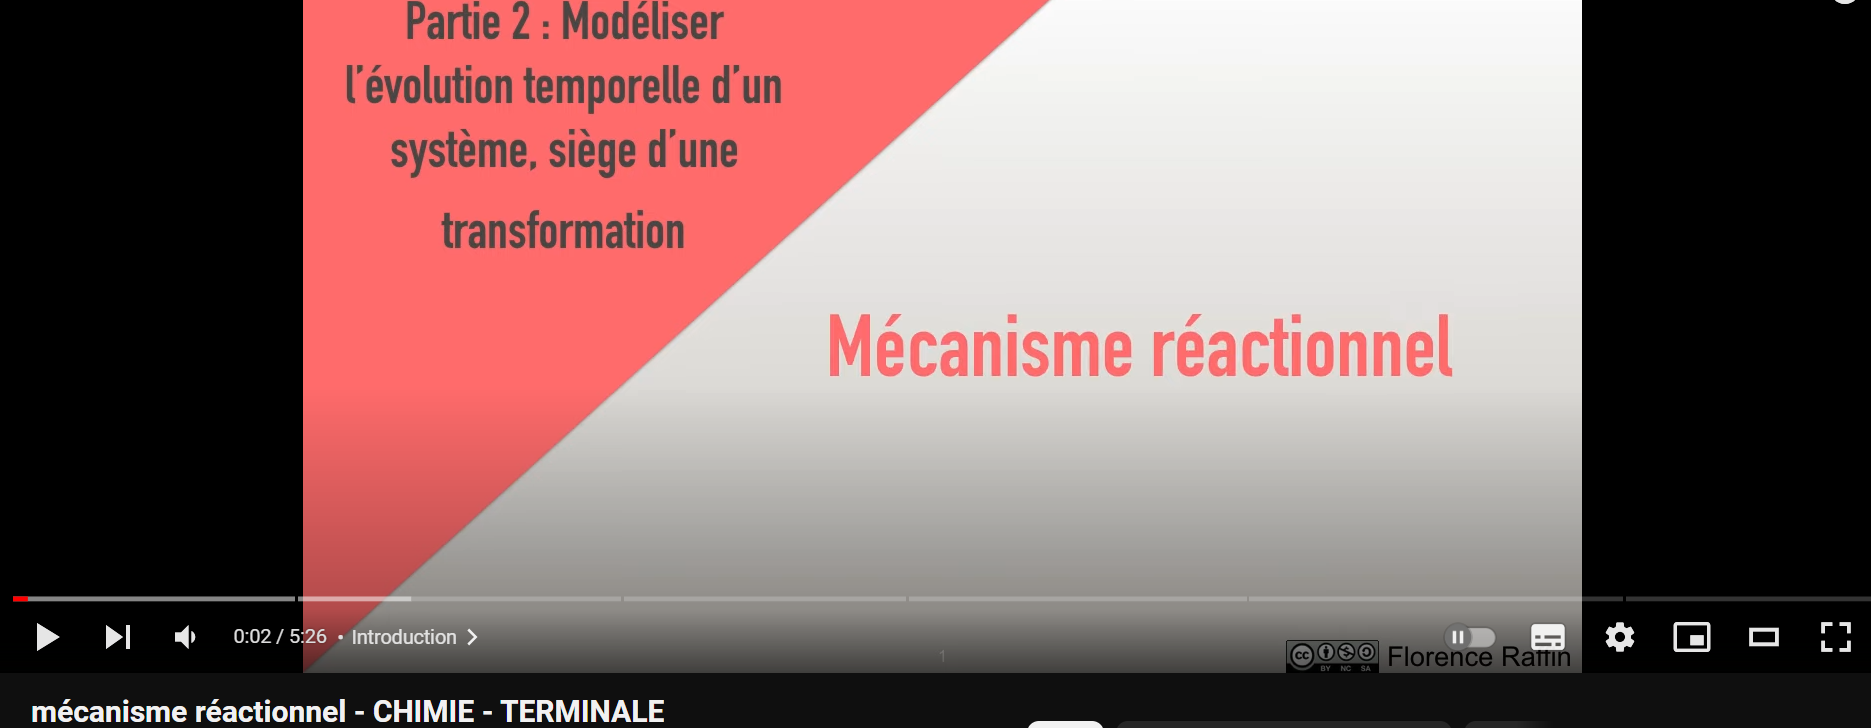 Partie 2 : Modéliser
l'évolution temporelle d'un
système, siège d'une
transformation
Mécanisme réactionnel
0:02 / 5:26 • Introduction
1
cc BY NC SA
Florence Raffin
mécanisme réactionnel - CHIMIE - TERMINALE